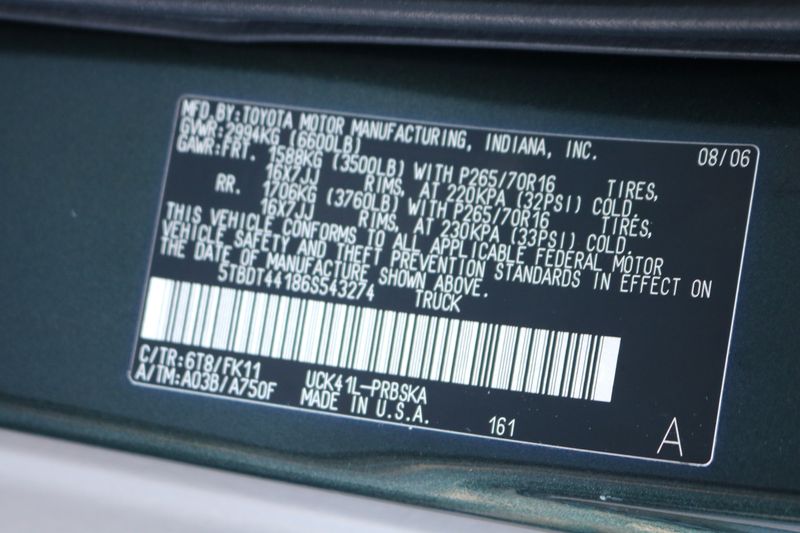 MFD.BY:TOYOTA MOTOR MANUFACTURING, INDIANA, INC. 08/06
GVWR:2994KG (6600LB)
GAWR:FRT. 1588KG (3500LB) WITH P265/70R16 TIRES,
16X7JJ RIMS, AT 220KPA (32PSI) COLD.
RR. 1706KG (3760LB) WITH P265/70R16 TIRES,
16X7JJ RIMS, AT 230KPA (33PSI) COLD.
THIS VEHICLE CONFORMS TO ALL APPLICABLE FEDERAL MOTOR
VEHICLE SAFETY AND THEFT PREVENTION STANDARDS IN EFFECT ON
THE DATE OF MANUFACTURE SHOWN ABOVE.
5TBDT44186S543274 TRUCK
C/TR:6T8/FK11 UCK41L-PRBSKA
A/TM:A03B/A750F MADE IN U.S.A. 161 A